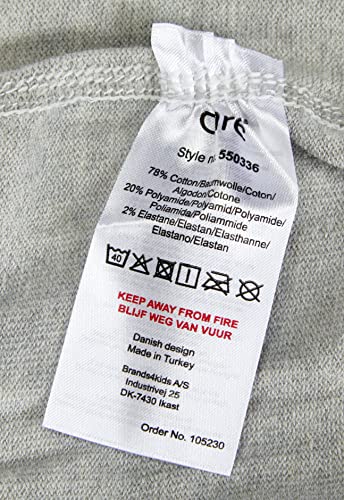 Style n 550336
78% Cotton/Baumwolle/Coton/
Algodon/Cotone
20% Polyamide/Polyamid/Polyamide/
Poliamida/Poliammide
2% Elastane/Elastan/Elasthanne/
Elastano/Elastan
40
KEEP AWAY FROM FIRE
BLIJF WEG VAN VUUR
Danish design
Made in Turkey
Brands4kids A/S
Industrivej 25
DK-7430 Ikast
Order No. 105230